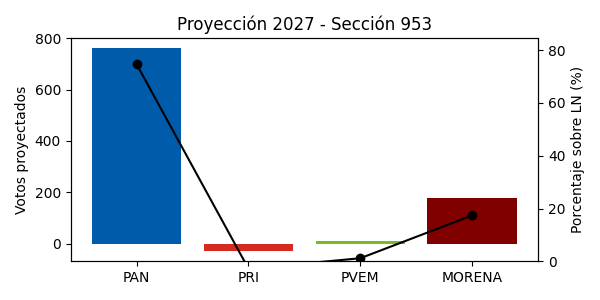 Proyección 2027 - Sección 953
Votos proyectados
800
600
400
200
0
PAN
PRI
PVEM
MORENA
80
60
40
20
0
Porcentaje sobre LN (%)